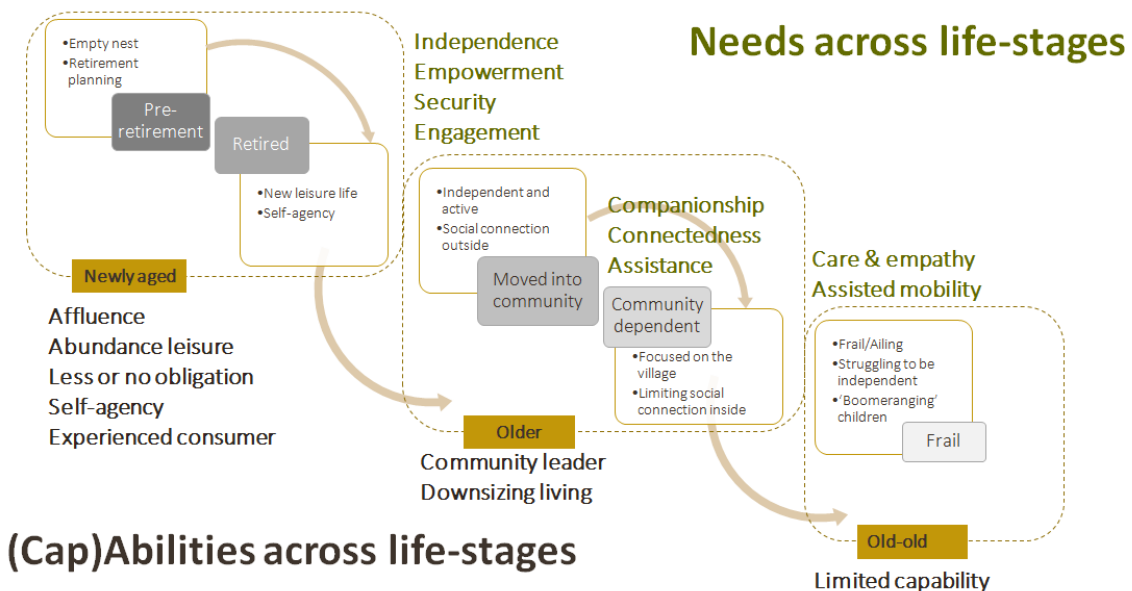 Needs across life-stages
•Empty nest
•Retirement
planning
Pre-
retirement
Retired
•New leisure life
•Self-agency
Independence
Empowerment
Security
Engagement
Newly aged
Affluence
Abundance leisure
Less or no obligation
Self-agency
Experienced consumer
•Independent and
active
•Social connection
outside
Moved into
community
Companionship
Connectedness
Assistance
Community
dependent
•Focused on the
village
•Limiting social
connection inside
Older
Community leader
Downsizing living
Care & empathy
Assisted mobility
•Frail/Ailing
•Struggling to be
independent
•‘Boomeranging’
children
Frail
Old-old
Limited capability
(Cap)Abilities across life-stages